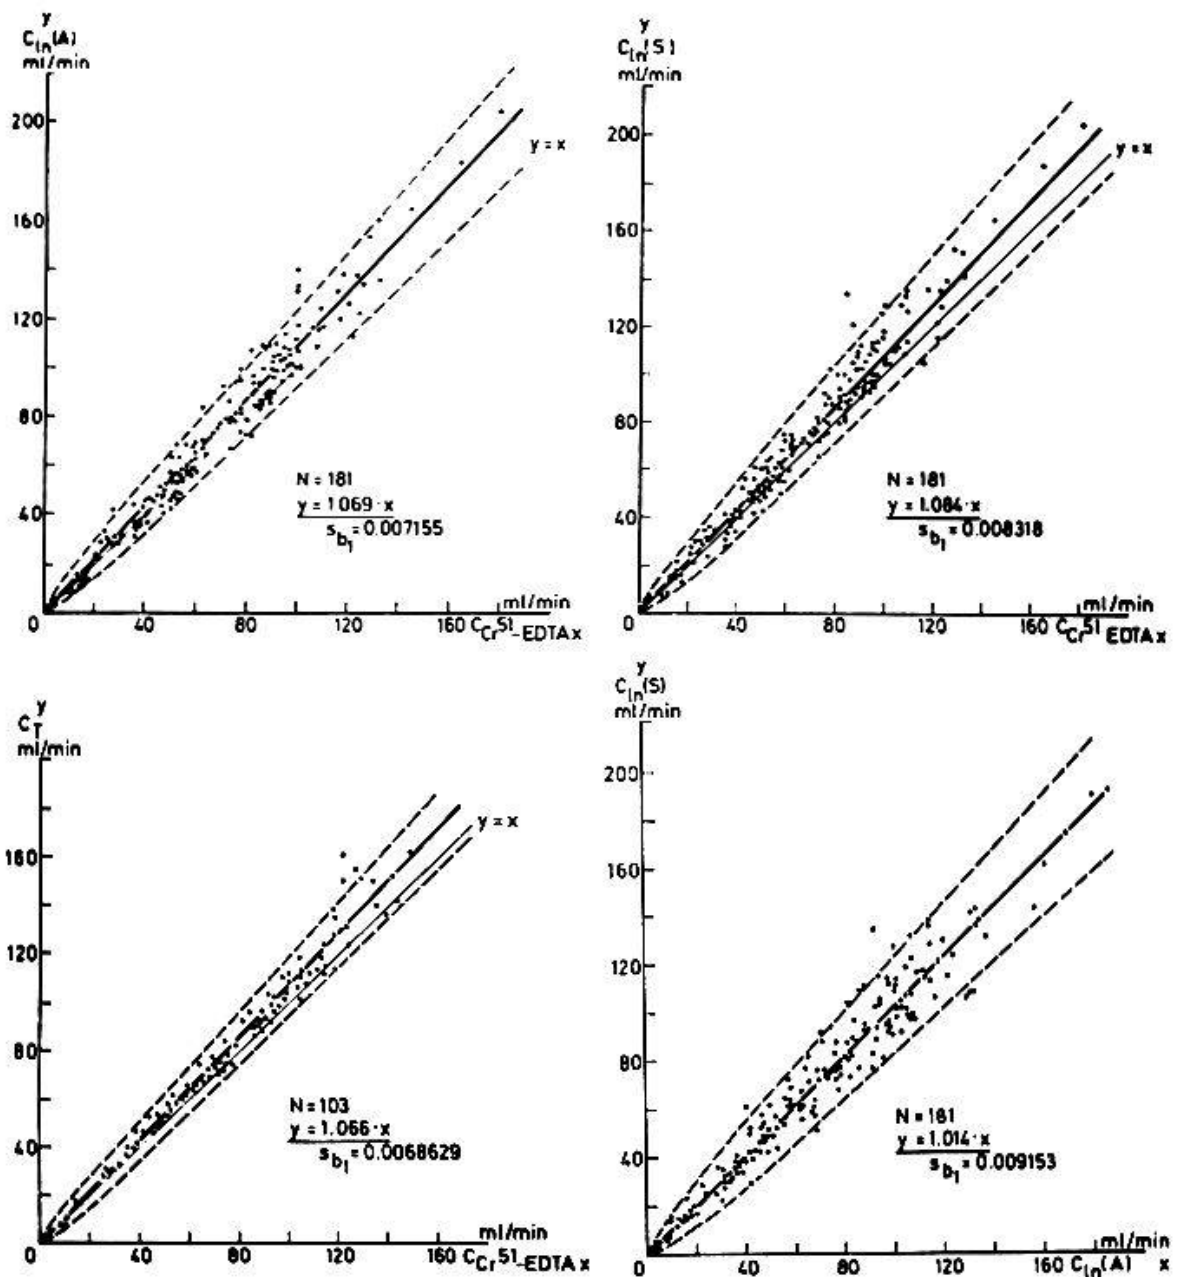 y
C_In(A)
ml/min
200
160
120
80
40
0
40
80
120
160
y = x
N = 181
y = 1.069·x
s_b1 = 0.007155
ml/min
C_Cr51-EDTA x
y
C_In(S)
ml/min
200
160
120
80
40
0
40
80
120
160
y = x
N = 181
y = 1.084·x
s_b1 = 0.008318
ml/min
C_Cr51 EDTA x
y
C_T
ml/min
160
120
80
40
0
40
80
120
160
y = x
N = 103
y = 1.066·x
s_b1 = 0.0068629
ml/min
C_Cr51-EDTA x
y
C_In(S)
ml/min
200
160
120
80
40
0
40
80
120
160
N = 181
y = 1.014·x
s_b1 = 0.009153
ml/min
C_In(A) x